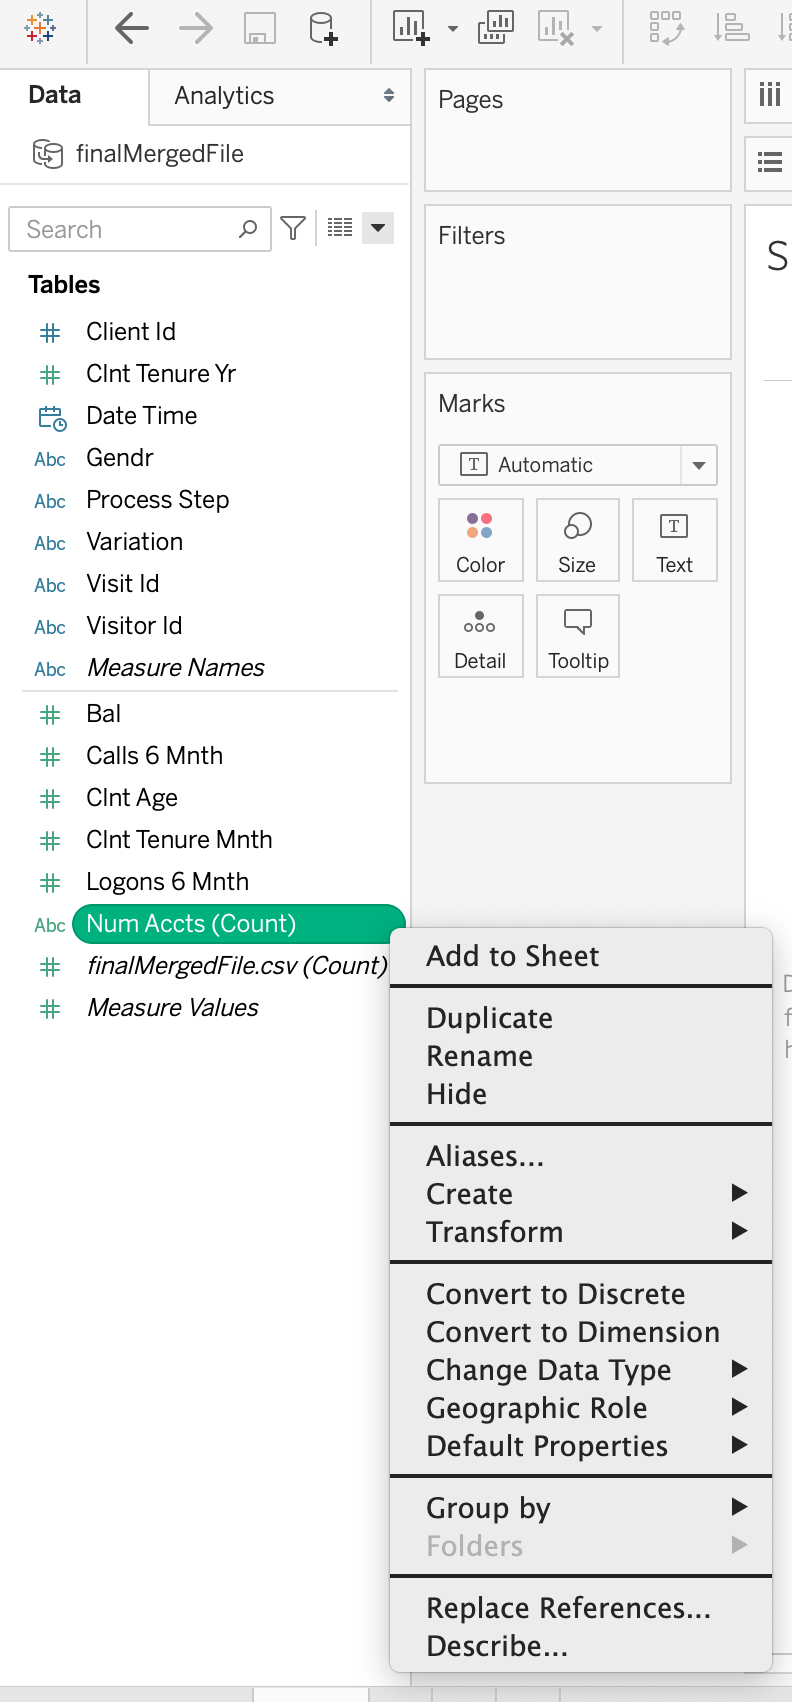 Data
Analytics
finalMergedFile
Search
Tables
Client Id
Clnt Tenure Yr
Date Time
Abc Gendr
Abc Process Step
Abc Variation
Abc Visit Id
Abc Visitor Id
Abc Measure Names
Bal
Calls 6 Mnth
Clnt Age
Clnt Tenure Mnth
Logons 6 Mnth
Abc Num Accts (Count)
finalMergedFile.csv (Count)
Measure Values
Pages
Filters
Marks
T Automatic
Color
Size
T Text
Detail
Tooltip
S
Add to Sheet
Duplicate
Rename
Hide
Aliases...
Create
Transform
Convert to Discrete
Convert to Dimension
Change Data Type
Geographic Role
Default Properties
Group by
Folders
Replace References...
Describe...